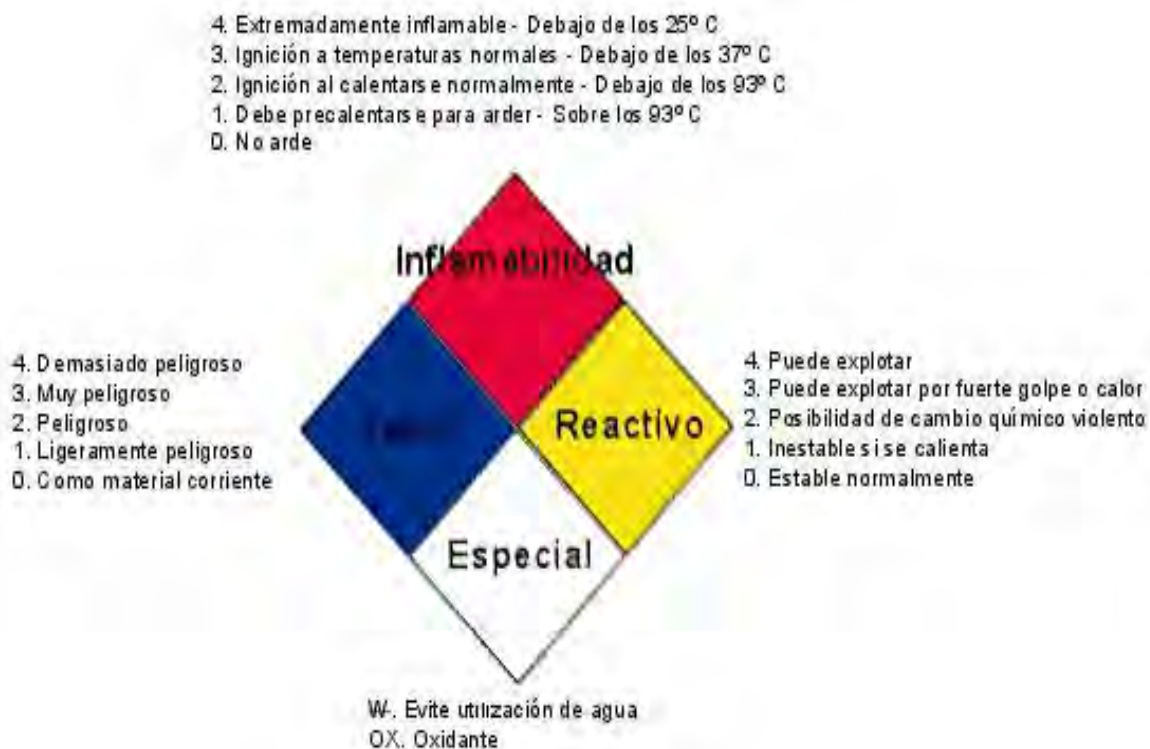 4. Extremadamente inflamable - Debajo de los 25º C
3. Ignición a temperaturas normales - Debajo de los 37º C
2. Ignición al calentarse normalmente - Debajo de los 93º C
1. Debe precalentarse para arder - Sobre los 93º C
0. No arde
Inflamabilidad
4. Demasiado peligroso
3. Muy peligroso
2. Peligroso
1. Ligeramente peligroso
0. Como material corriente
Reactivo
4. Puede explotar
3. Puede explotar por fuerte golpe o calor
2. Posibilidad de cambio químico violento
1. Inestable si se calienta
0. Estable normalmente
Especial
W-. Evite utilización de agua
OX. Oxidante